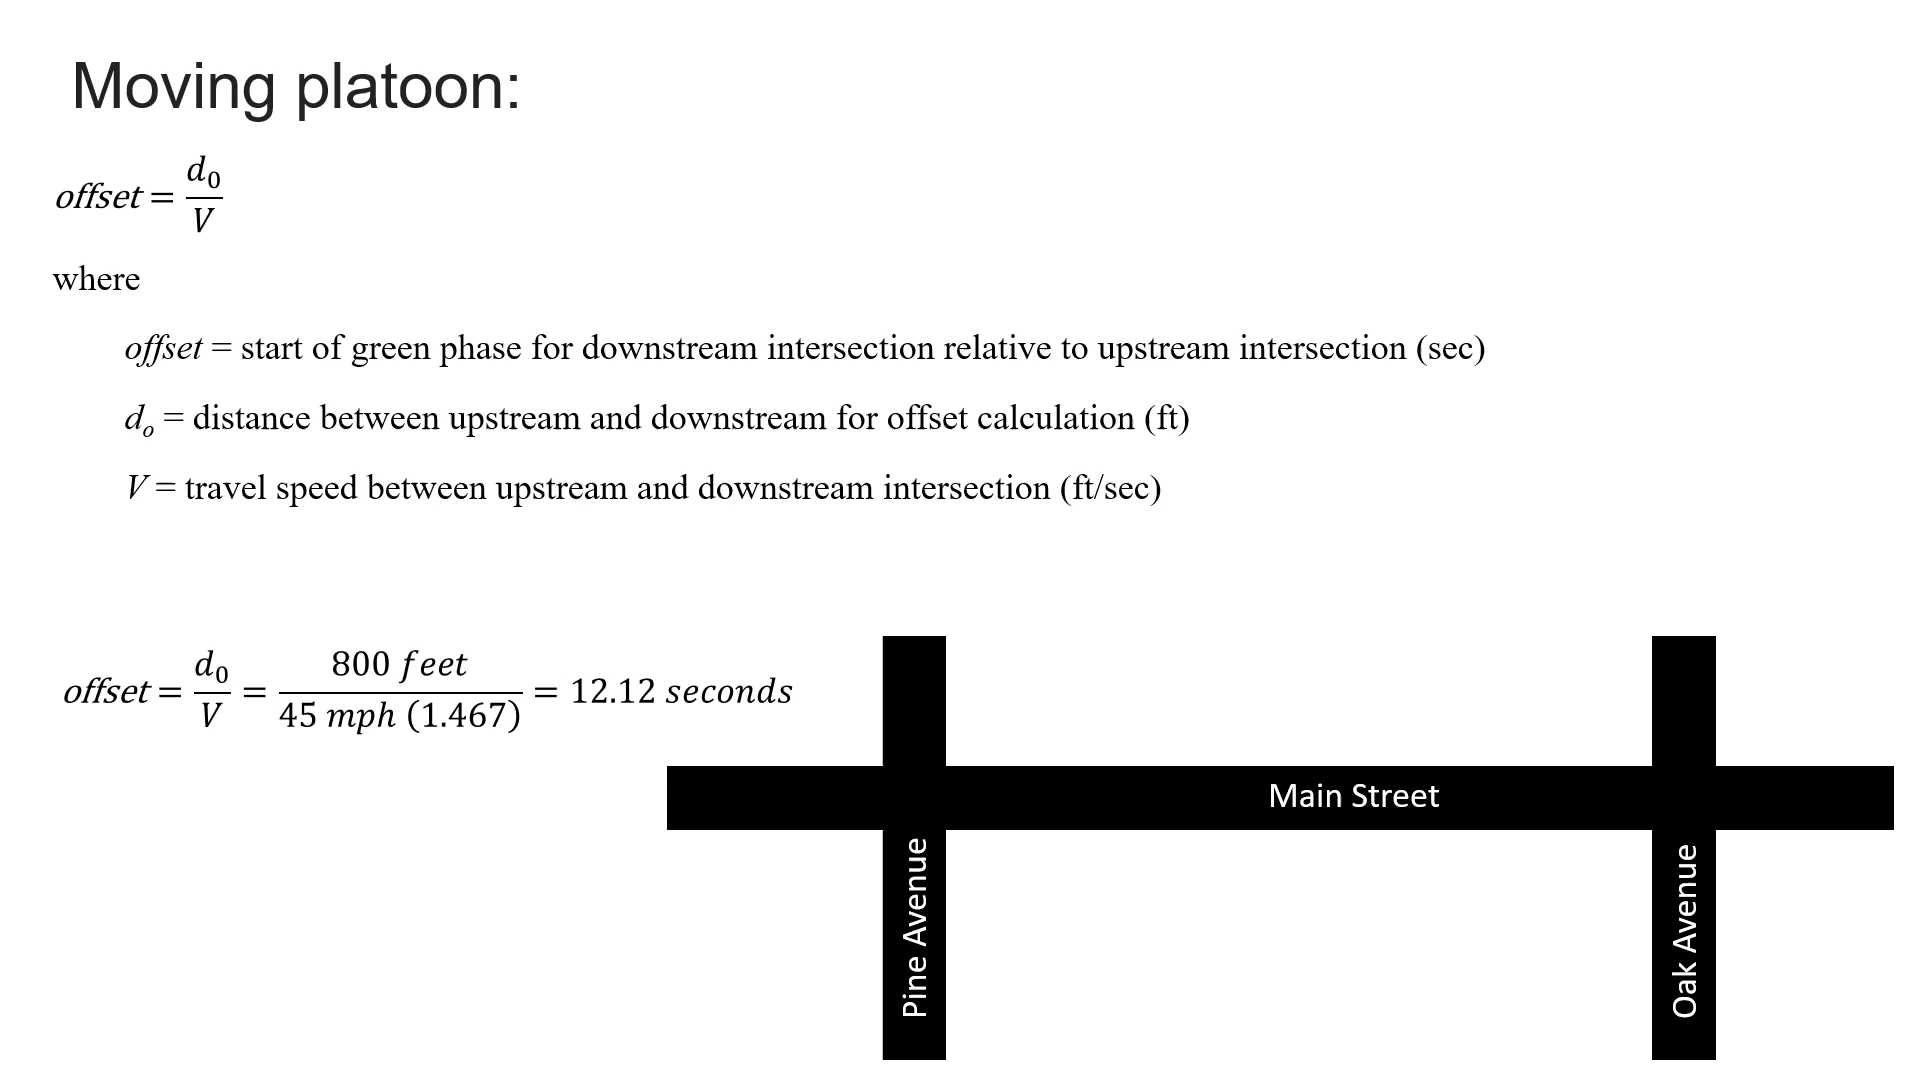 Moving platoon:
offset = d₀/V
where
offset = start of green phase for downstream intersection relative to upstream intersection (sec)
dₒ = distance between upstream and downstream for offset calculation (ft)
V = travel speed between upstream and downstream intersection (ft/sec)
offset = d₀/V = 800 feet/45 mph (1.467) = 12.12 seconds
Main Street
Pine Avenue
Oak Avenue